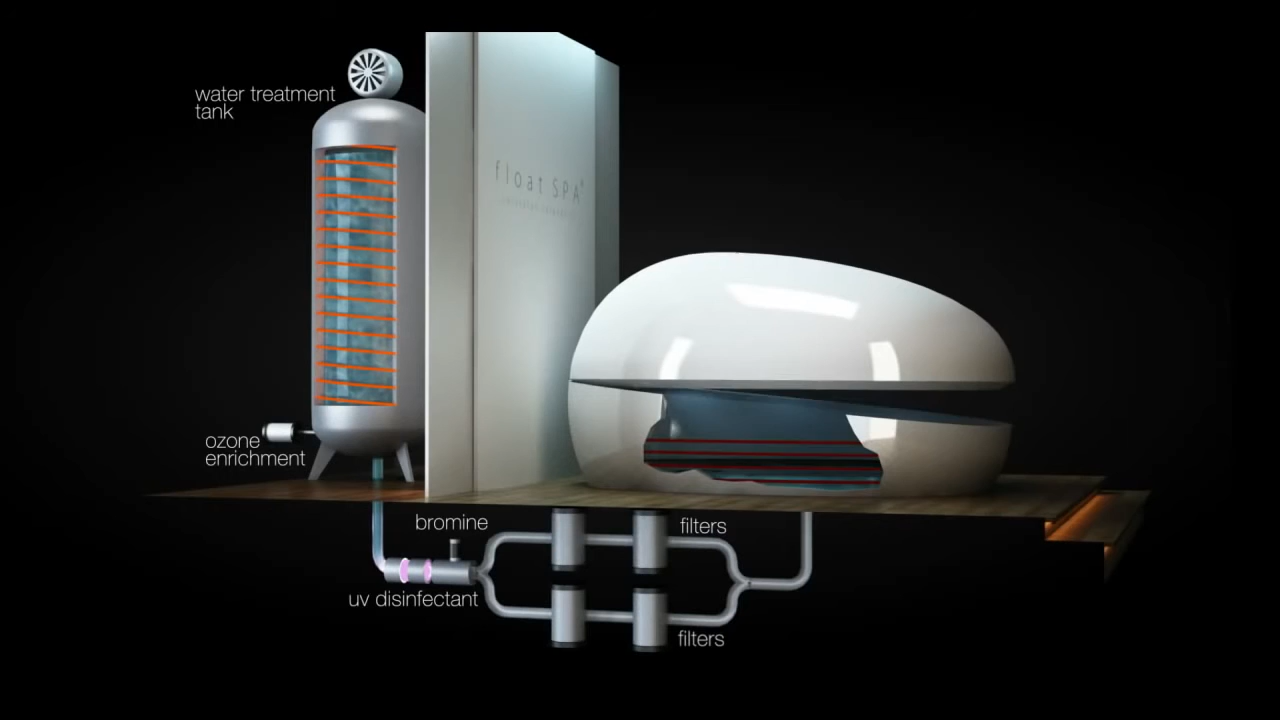 water treatment
tank
float SPA®
ozone
enrichment
bromine
filters
uv disinfectant
filters